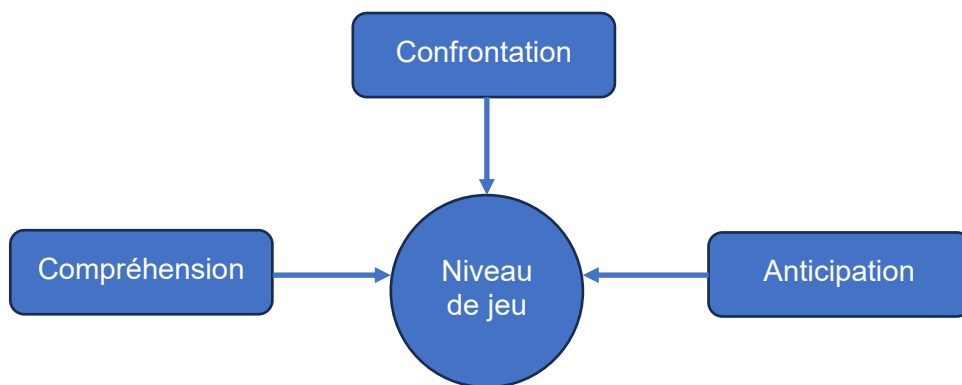 Confrontation
Compréhension
Niveau
de jeu
Anticipation